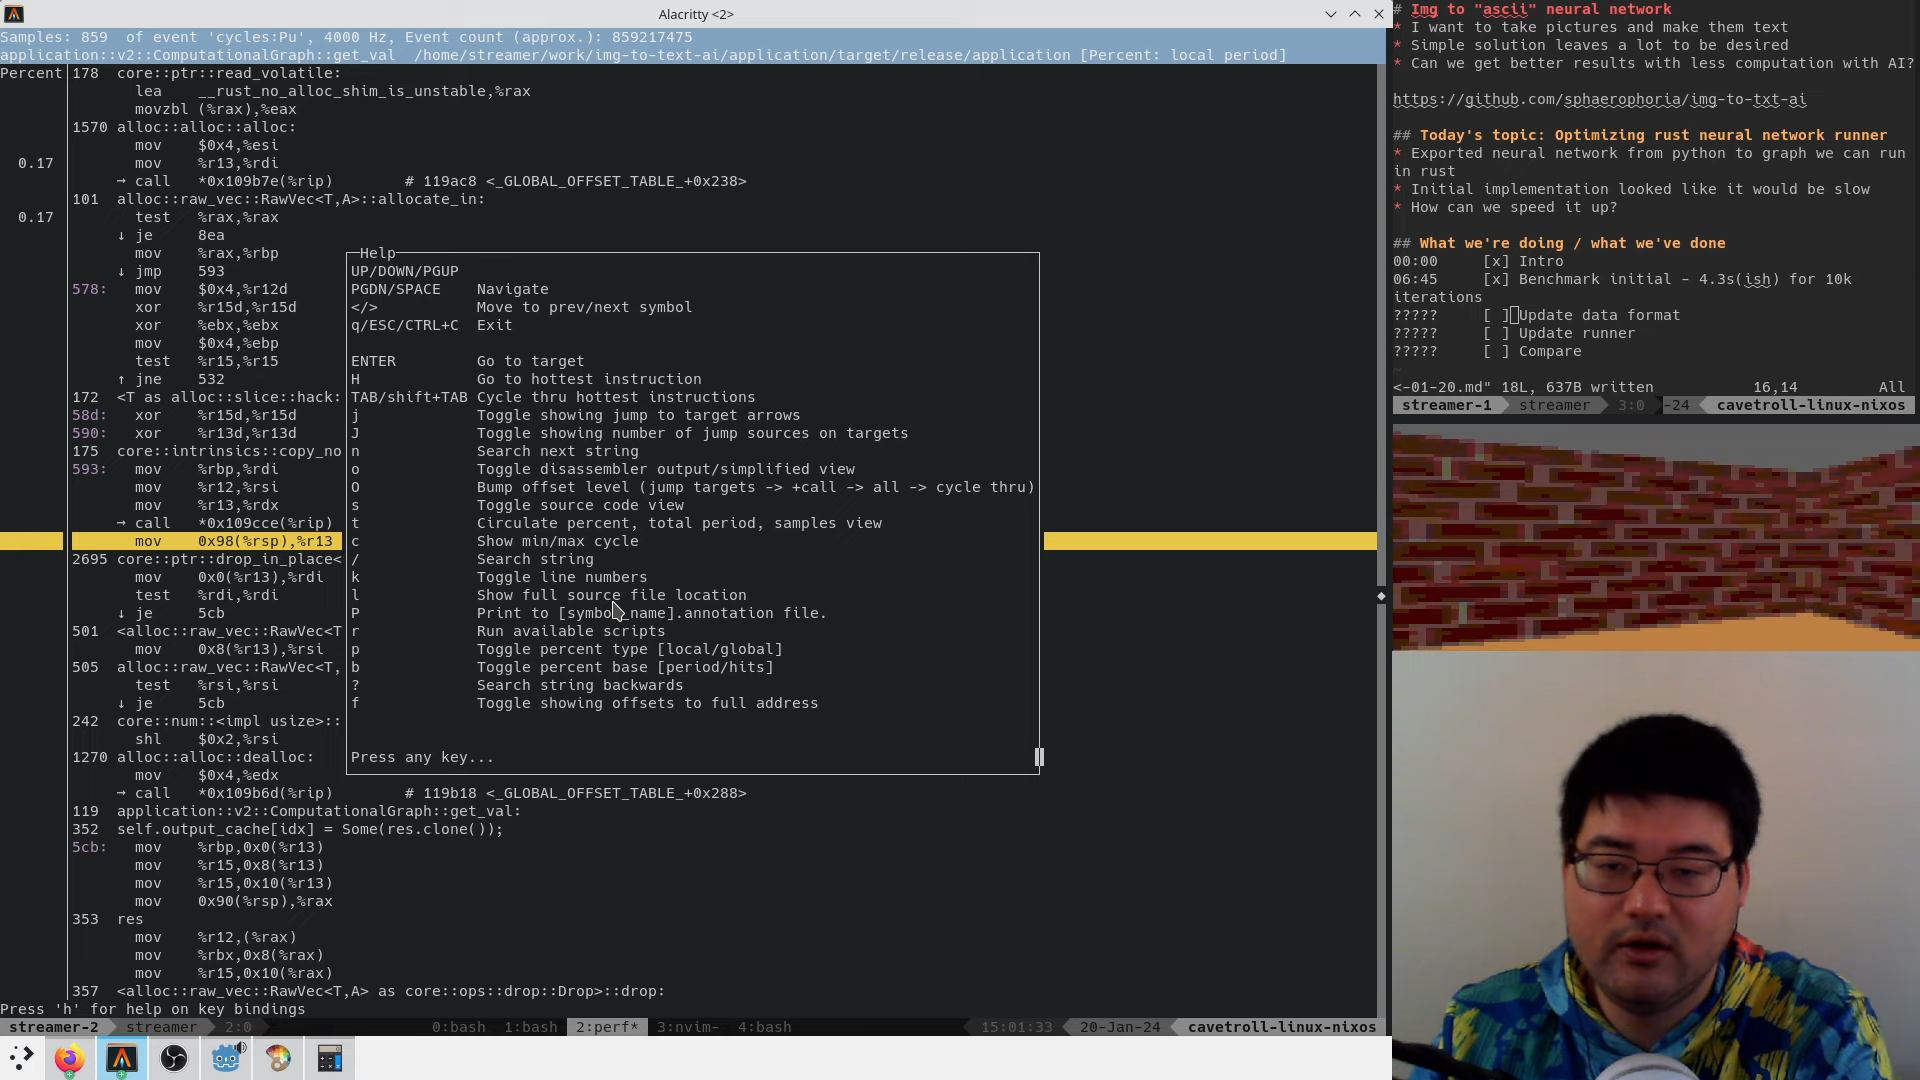 Alacritty <2>
Samples: 859  of event 'cycles:Pu', 4000 Hz, Event count (approx.): 859217475
application::v2::ComputationalGraph::get_val  /home/streamer/work/img-to-text-ai/application/target/release/application [Percent: local period]
Percent 178 core::ptr::read_volatile:
lea __rust_no_alloc_shim_is_unstable,%rax
movzbl (%rax),%eax
1570 alloc::alloc::alloc:
mov $0x4,%esi
0.17 mov %r13,%rdi
→ call *0x109b7e(%rip) # 119ac8 <_GLOBAL_OFFSET_TABLE_+0x238>
101 alloc::raw_vec::RawVec<T,A>::allocate_in:
0.17 test %rax,%rax
↓ je 8ea
mov %rax,%rbp
↓ jmp 593
578: mov $0x4,%r12d
xor %r15d,%r15d
xor %ebx,%ebx
mov $0x4,%ebp
test %r15,%r15
↑ jne 532
172 <T as alloc::slice::hack:
58d: xor %r15d,%r15d
590: xor %r13d,%r13d
175 core::intrinsics::copy_no
593: mov %rbp,%rdi
mov %r12,%rsi
mov %r13,%rdx
→ call *0x109cce(%rip)
mov 0x98(%rsp),%r13
2695 core::ptr::drop_in_place<
mov 0x0(%r13),%rdi
test %rdi,%rdi
↓ je 5cb
501 <alloc::raw_vec::RawVec<T
mov 0x8(%r13),%rsi
505 alloc::raw_vec::RawVec<T,
test %rsi,%rsi
↓ je 5cb
242 core::num::<impl usize>::
shl $0x2,%rsi
1270 alloc::alloc::dealloc:
mov $0x4,%edx
→ call *0x109b6d(%rip) # 119b18 <_GLOBAL_OFFSET_TABLE_+0x288>
119 application::v2::ComputationalGraph::get_val:
352 self.output_cache[idx] = Some(res.clone());
5cb: mov %rbp,0x0(%r13)
mov %r15,0x8(%r13)
mov %r15,0x10(%r13)
mov 0x90(%rsp),%rax
353 res
mov %r12,(%rax)
mov %rbx,0x8(%rax)
mov %r15,0x10(%rax)
357 <alloc::raw_vec::RawVec<T,A> as core::ops::drop::Drop>::drop:
Press 'h' for help on key bindings
Help
UP/DOWN/PGUP
PGDN/SPACE Navigate
</> Move to prev/next symbol
q/ESC/CTRL+C Exit
ENTER Go to target
H Go to hottest instruction
TAB/shift+TAB Cycle thru hottest instructions
j Toggle showing jump to target arrows
J Toggle showing number of jump sources on targets
n Search next string
o Toggle disassembler output/simplified view
O Bump offset level (jump targets -> +call -> all -> cycle thru)
s Toggle source code view
t Circulate percent, total period, samples view
c Show min/max cycle
/ Search string
k Toggle line numbers
l Show full source file location
P Print to [symbol_name].annotation file.
r Run available scripts
p Toggle percent type [local/global]
b Toggle percent base [period/hits]
? Search string backwards
f Toggle showing offsets to full address
Press any key...
streamer-2 streamer 2:0 0:bash 1:bash 2:perf* 3:nvim- 4:bash 15:01:33 20-Jan-24 cavetroll-linux-nixos
# Img to "ascii" neural network
* I want to take pictures and make them text
* Simple solution leaves a lot to be desired
* Can we get better results with less computation with AI?
https://github.com/sphaerophoria/img-to-txt-ai
## Today's topic: Optimizing rust neural network runner
* Exported neural network from python to graph we can run
in rust
* Initial implementation looked like it would be slow
* How can we speed it up?
## What we're doing / what we've done
00:00 [x] Intro
06:45 [x] Benchmark initial - 4.3s(ish) for 10k
iterations
????? [ ] Update data format
????? [ ] Update runner
????? [ ] Compare
~
<-01-20.md" 18L, 637B written 16,14 All
streamer-1 streamer 3:0 -24 cavetroll-linux-nixos